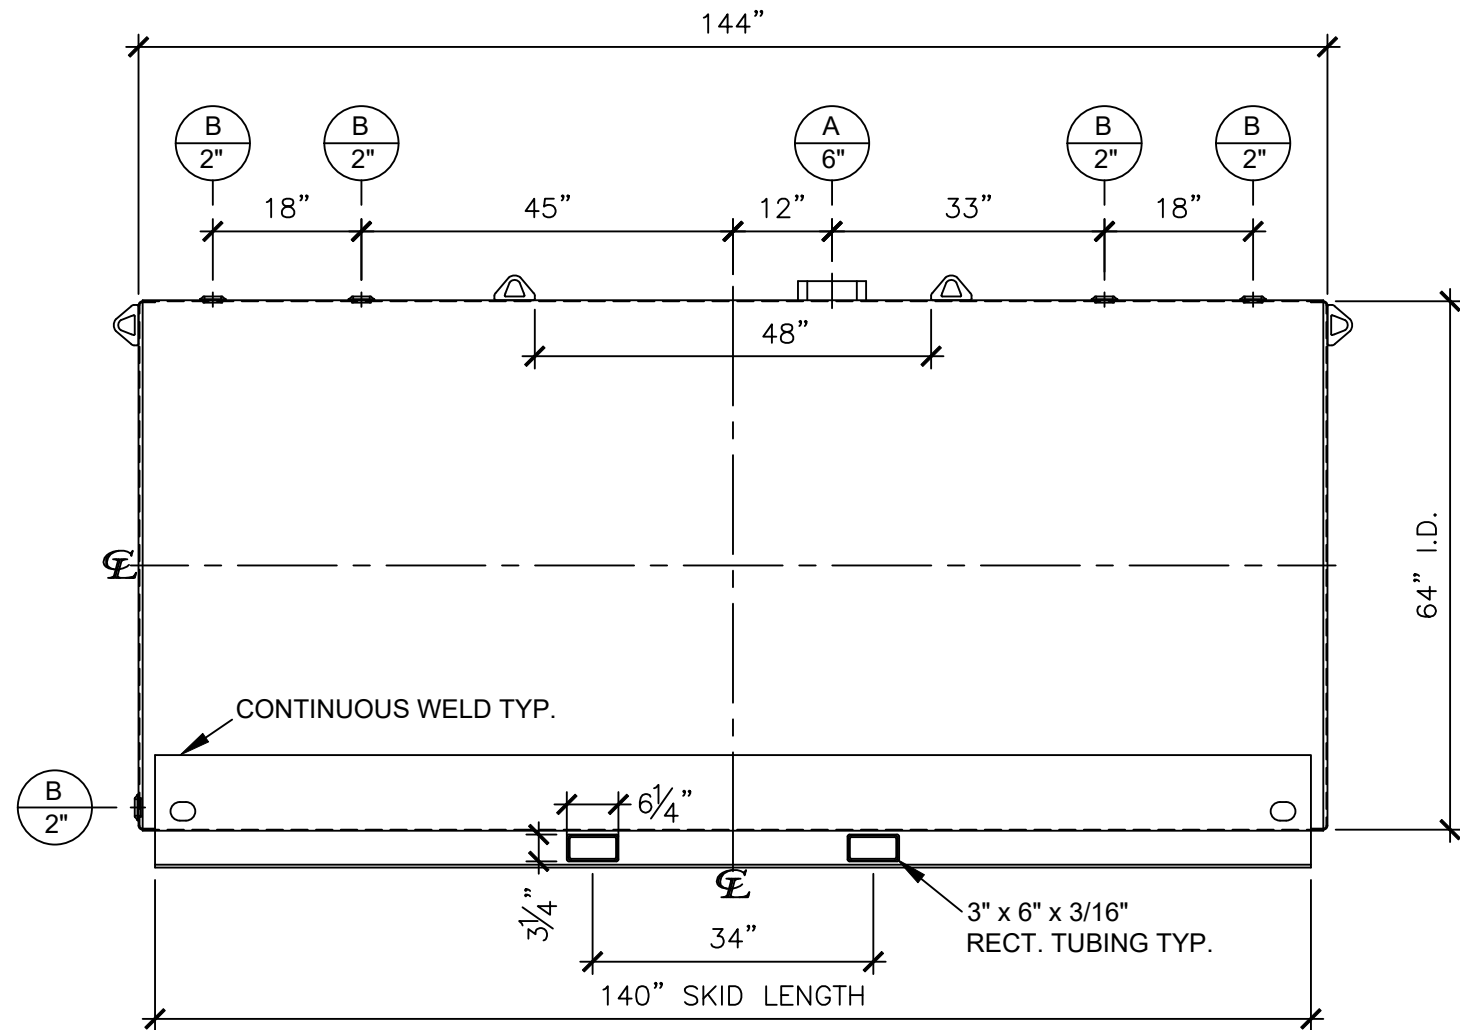 144”
B
2"
B
2"
A
6"
B
2"
B
2"
18”
45”
12”
33”
18”
48”
℄
64” I.D.
CONTINUOUS WELD TYP.
B
2"
6¼”
3¼”
℄
3" x 6" x 3/16"
RECT. TUBING TYP.
34”
140” SKID LENGTH